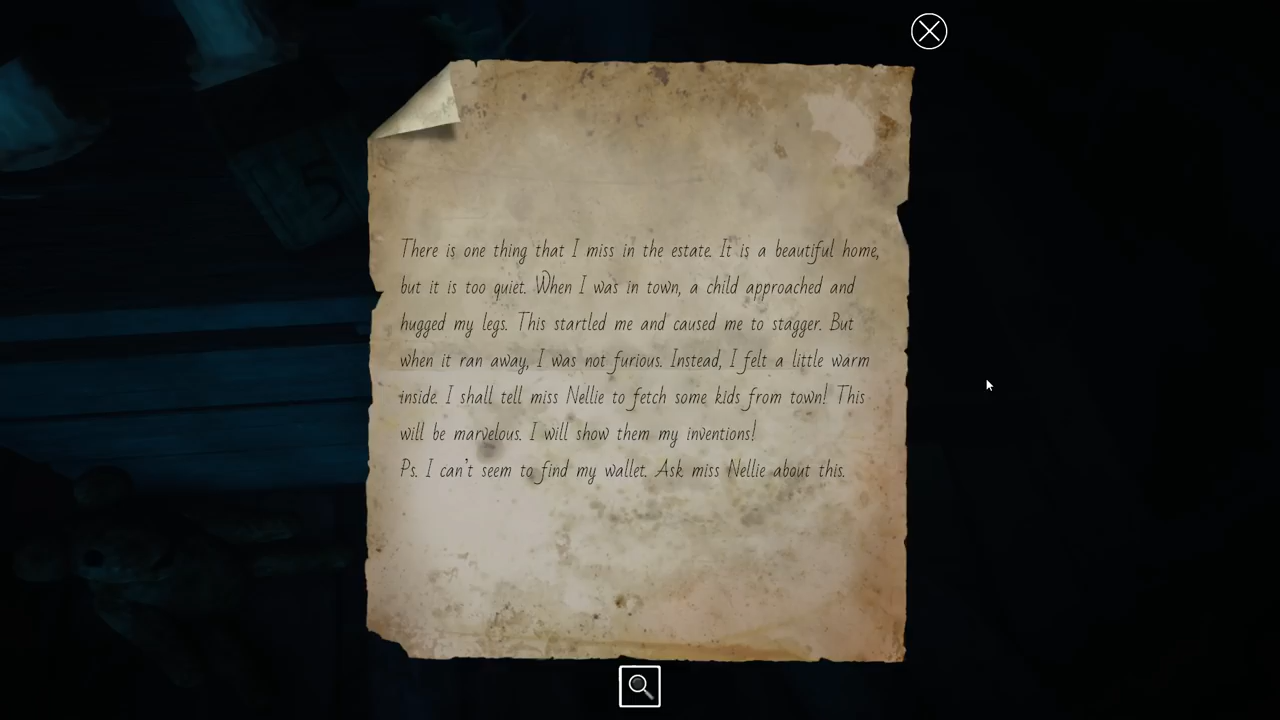 There is one thing that I miss in the estate. It is a beautiful home,
but it is too quiet. When I was in town, a child approached and
hugged my legs. This startled me and caused me to stagger. But
when it ran away, I was not furious. Instead, I felt a little warm
inside. I shall tell miss Nellie to fetch some kids from town! This
will be marvelous. I will show them my inventions!
Ps. I can't seem to find my wallet. Ask miss Nellie about this.